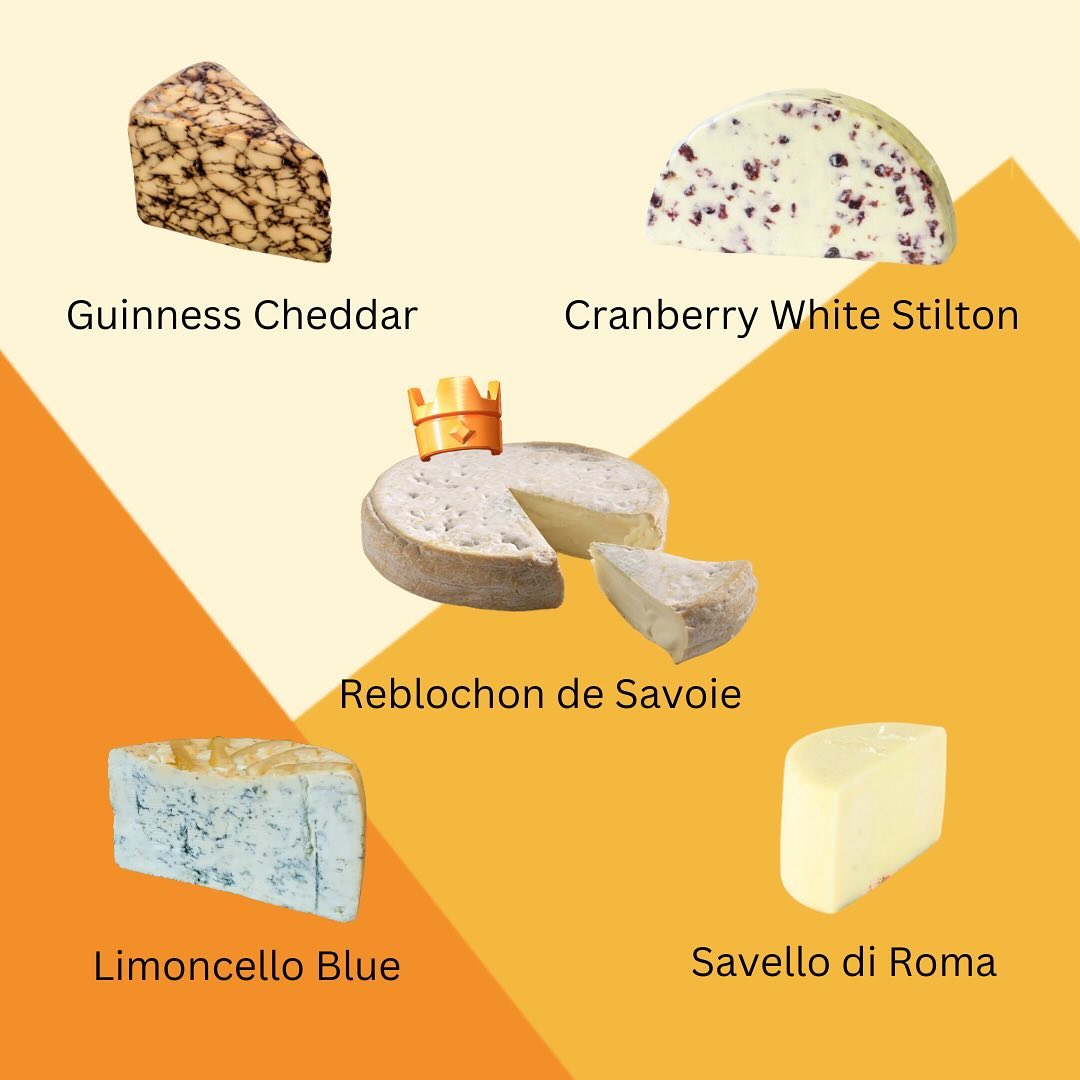 Guinness Cheddar
Cranberry White Stilton
Reblochon de Savoie
Limoncello Blue
Savello di Roma